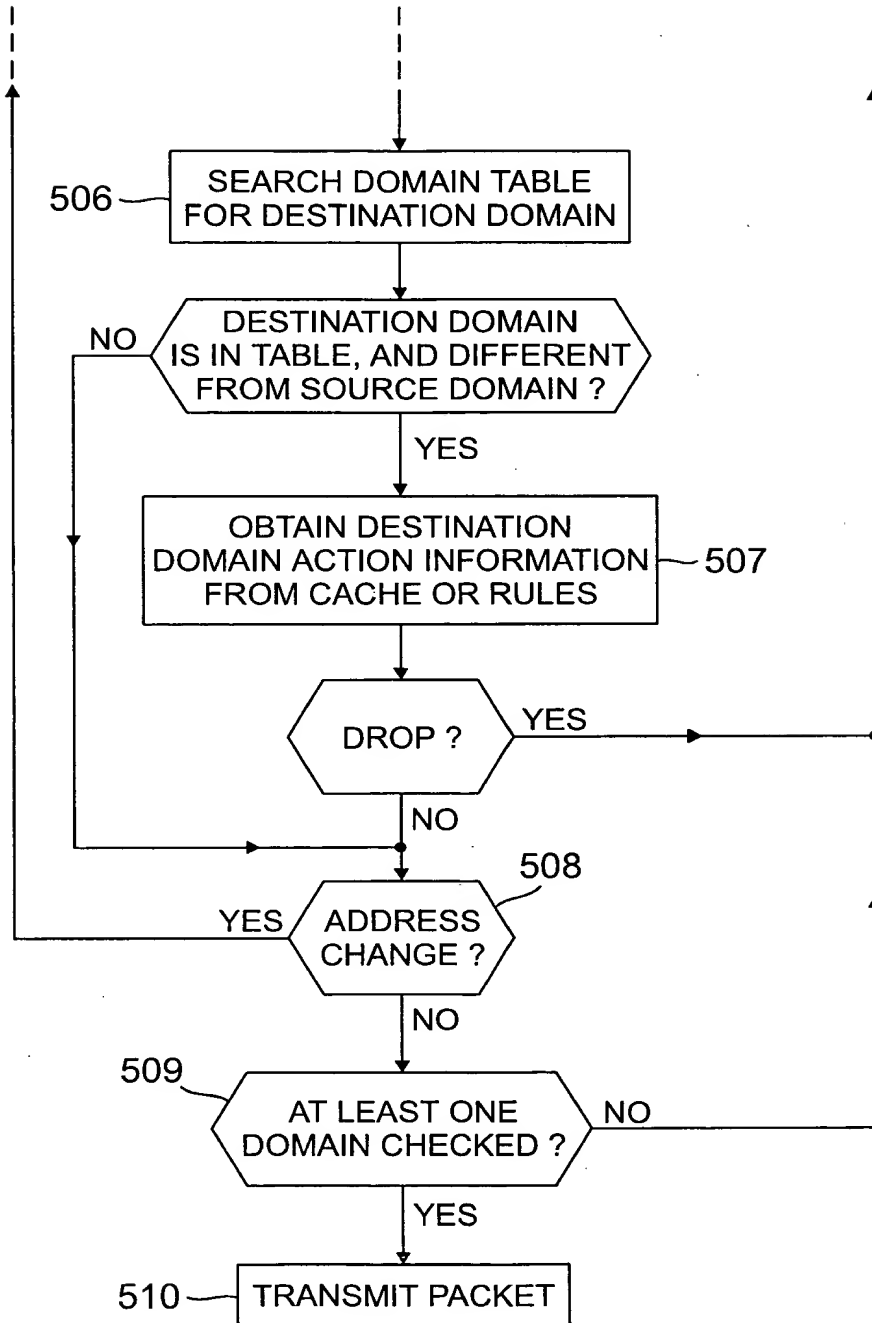 506
SEARCH DOMAIN TABLE
FOR DESTINATION DOMAIN
NO
DESTINATION DOMAIN
IS IN TABLE, AND DIFFERENT
FROM SOURCE DOMAIN ?
YES
OBTAIN DESTINATION
DOMAIN ACTION INFORMATION
FROM CACHE OR RULES
507
DROP ?
YES
NO
508
YES
ADDRESS
CHANGE ?
NO
509
AT LEAST ONE
DOMAIN CHECKED ?
NO
YES
510
TRANSMIT PACKET